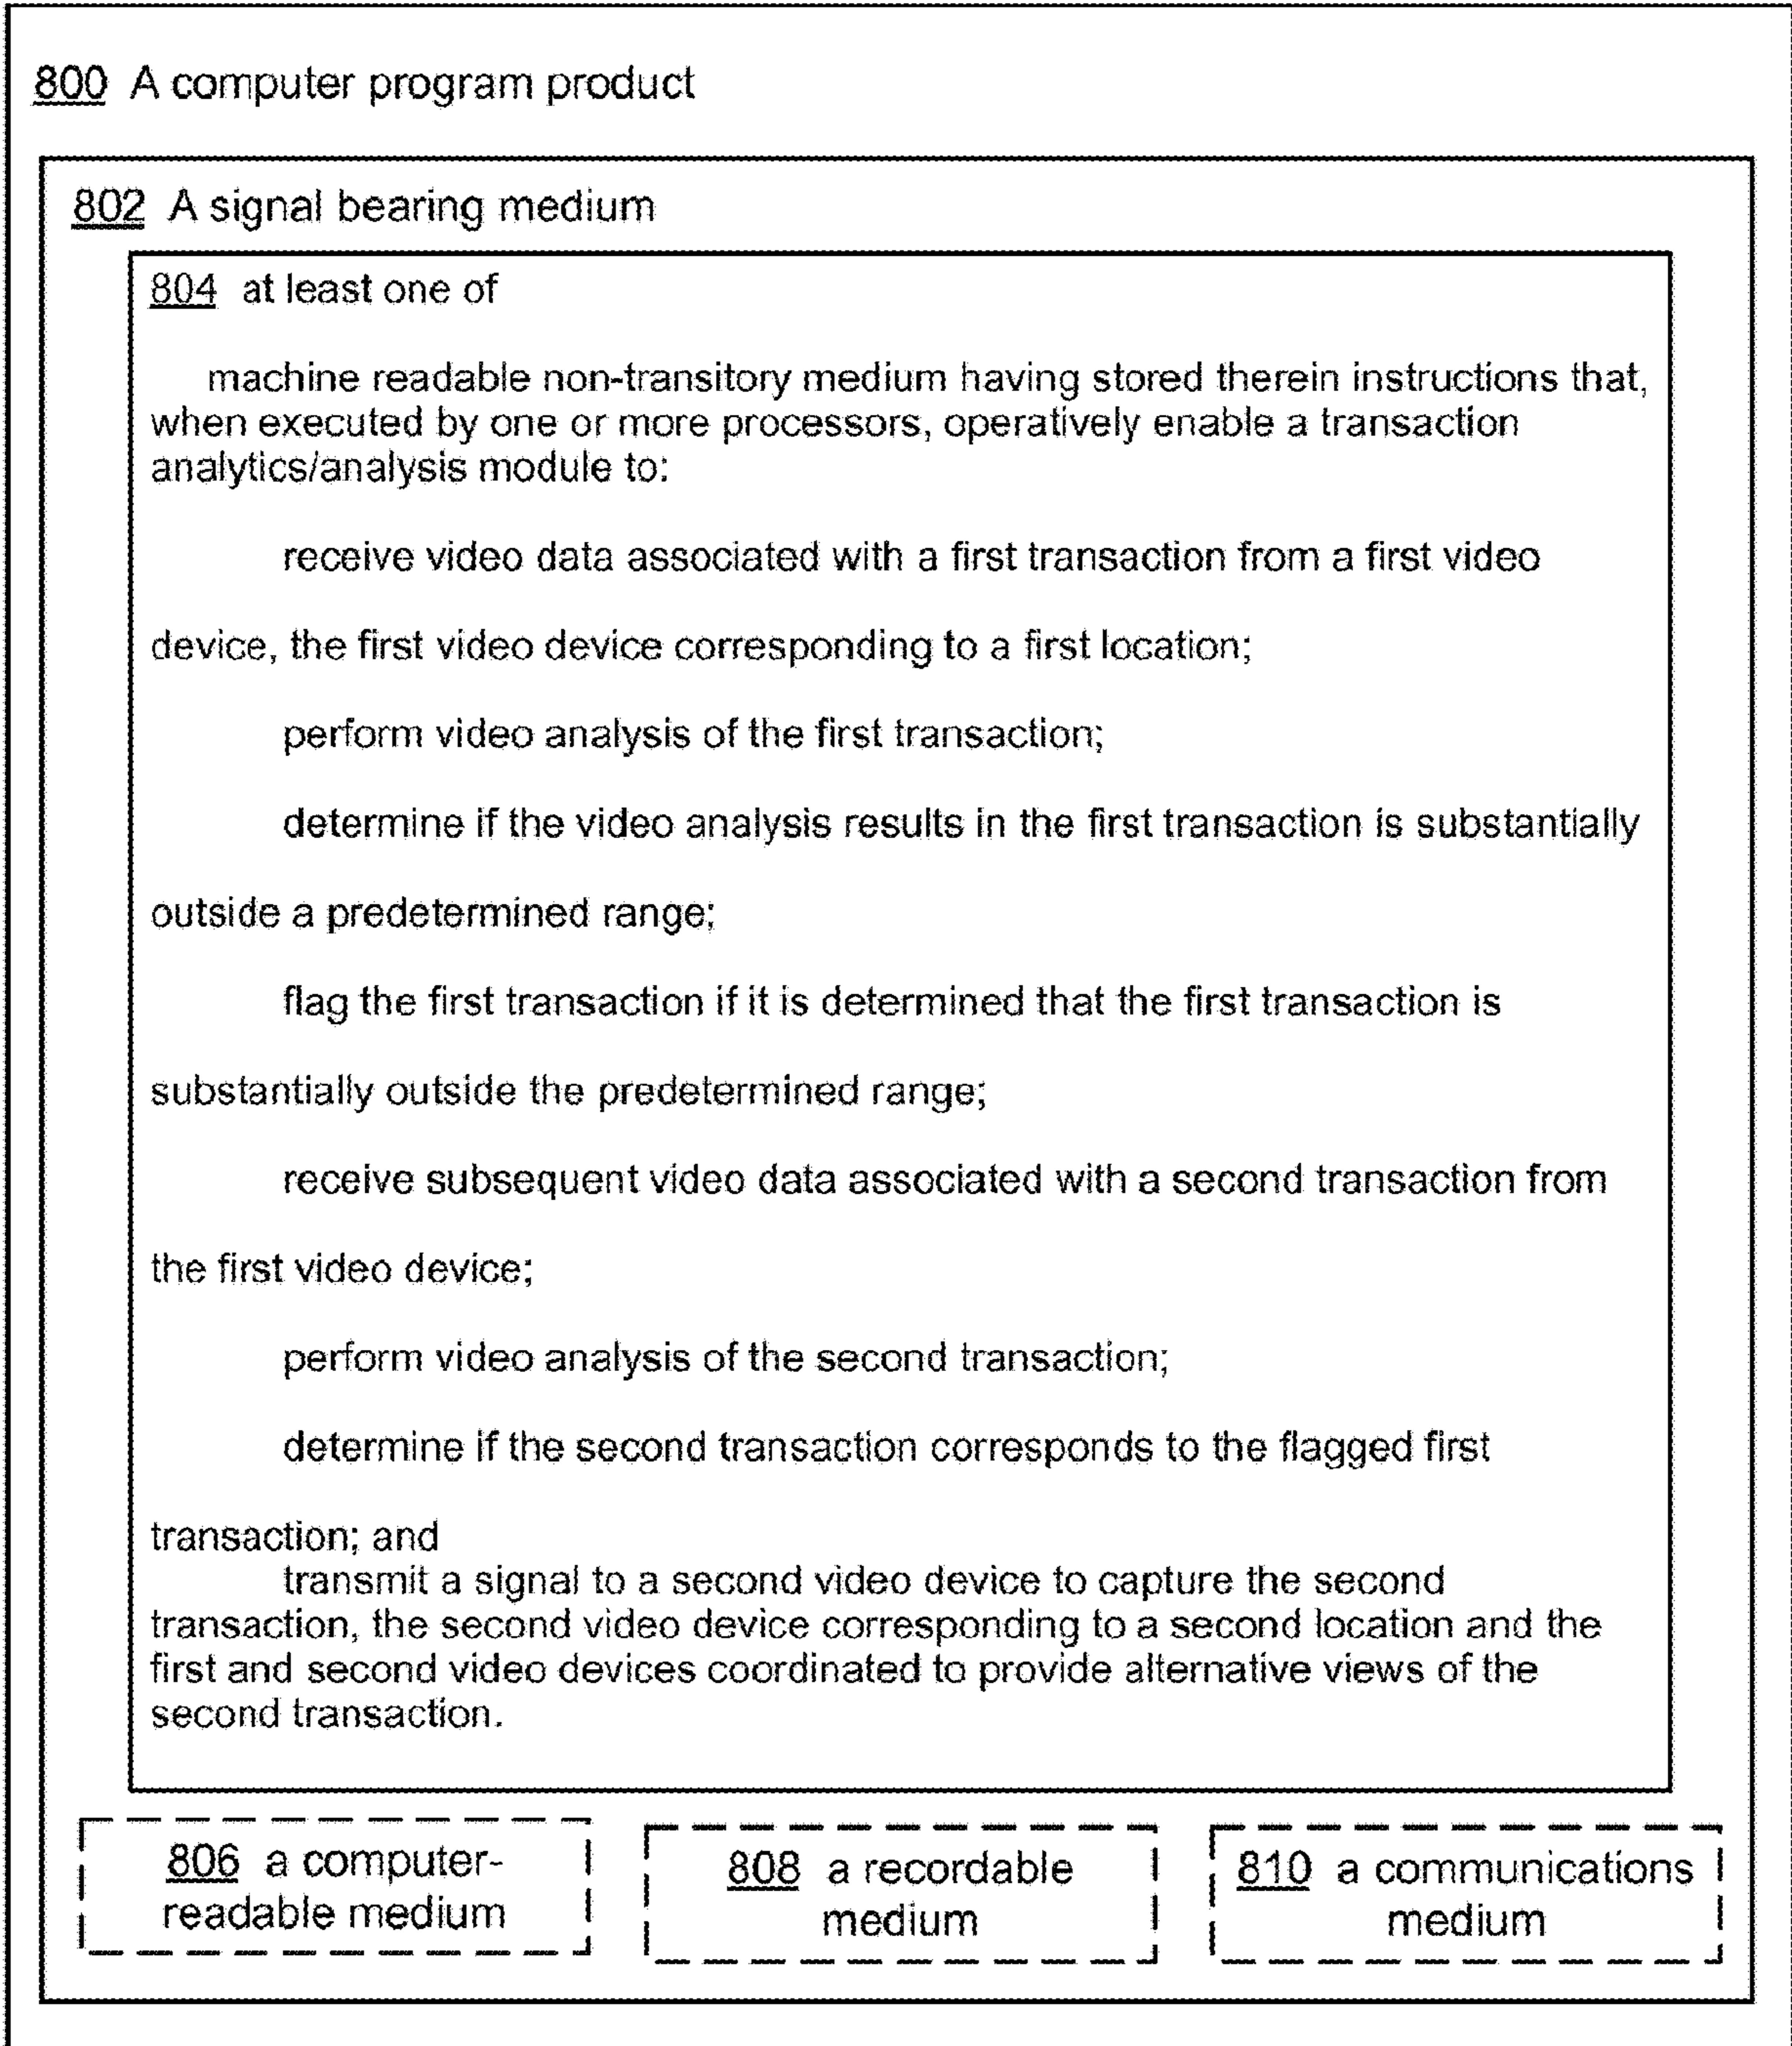 800 A computer program product
802 A signal bearing medium
804 at least one of
machine readable non-transitory medium having stored therein instructions that,
when executed by one or more processors, operatively enable a transaction
analytics/analysis module to:
receive video data associated with a first transaction from a first video
device, the first video device corresponding to a first location;
perform video analysis of the first transaction;
determine if the video analysis results in the first transaction is substantially
outside a predetermined range;
flag the first transaction if it is determined that the first transaction is
substantially outside the predetermined range;
receive subsequent video data associated with a second transaction from
the first video device;
perform video analysis of the second transaction;
determine if the second transaction corresponds to the flagged first
transaction; and
transmit a signal to a second video device to capture the second
transaction, the second video device corresponding to a second location and the
first and second video devices coordinated to provide alternative views of the
second transaction.
806 a computer-
readable medium
808 a recordable
medium
810 a communications
medium